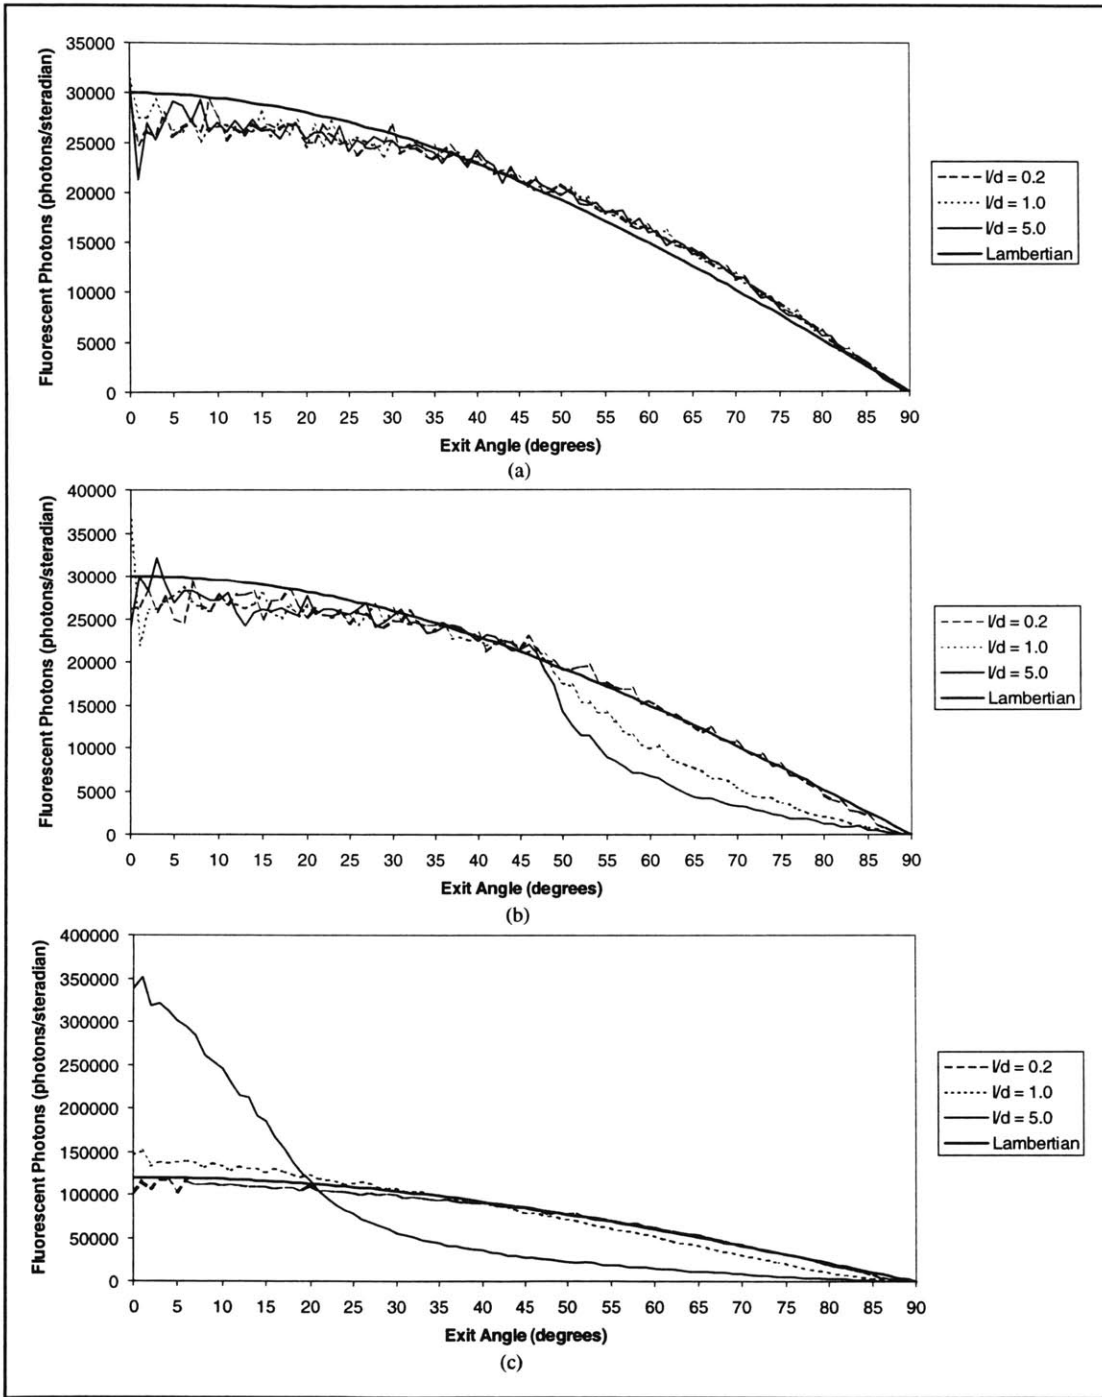 Fluorescent Photons (photons/steradian)
35000
30000
25000
20000
15000
10000
5000
0
0 5 10 15 20 25 30 35 40 45 50 55 60 65 70 75 80 85 90
Exit Angle (degrees)
(a)
l/d = 0.2
l/d = 1.0
l/d = 5.0
Lambertian
Fluorescent Photons (photons/steradian)
40000
35000
30000
25000
20000
15000
10000
5000
0
0 5 10 15 20 25 30 35 40 45 50 55 60 65 70 75 80 85 90
Exit Angle (degrees)
(b)
l/d = 0.2
l/d = 1.0
l/d = 5.0
Lambertian
Fluorescent Photons (photons/steradian)
400000
350000
300000
250000
200000
150000
100000
50000
0
0 5 10 15 20 25 30 35 40 45 50 55 60 65 70 75 80 85 90
Exit Angle (degrees)
(c)
l/d = 0.2
l/d = 1.0
l/d = 5.0
Lambertian